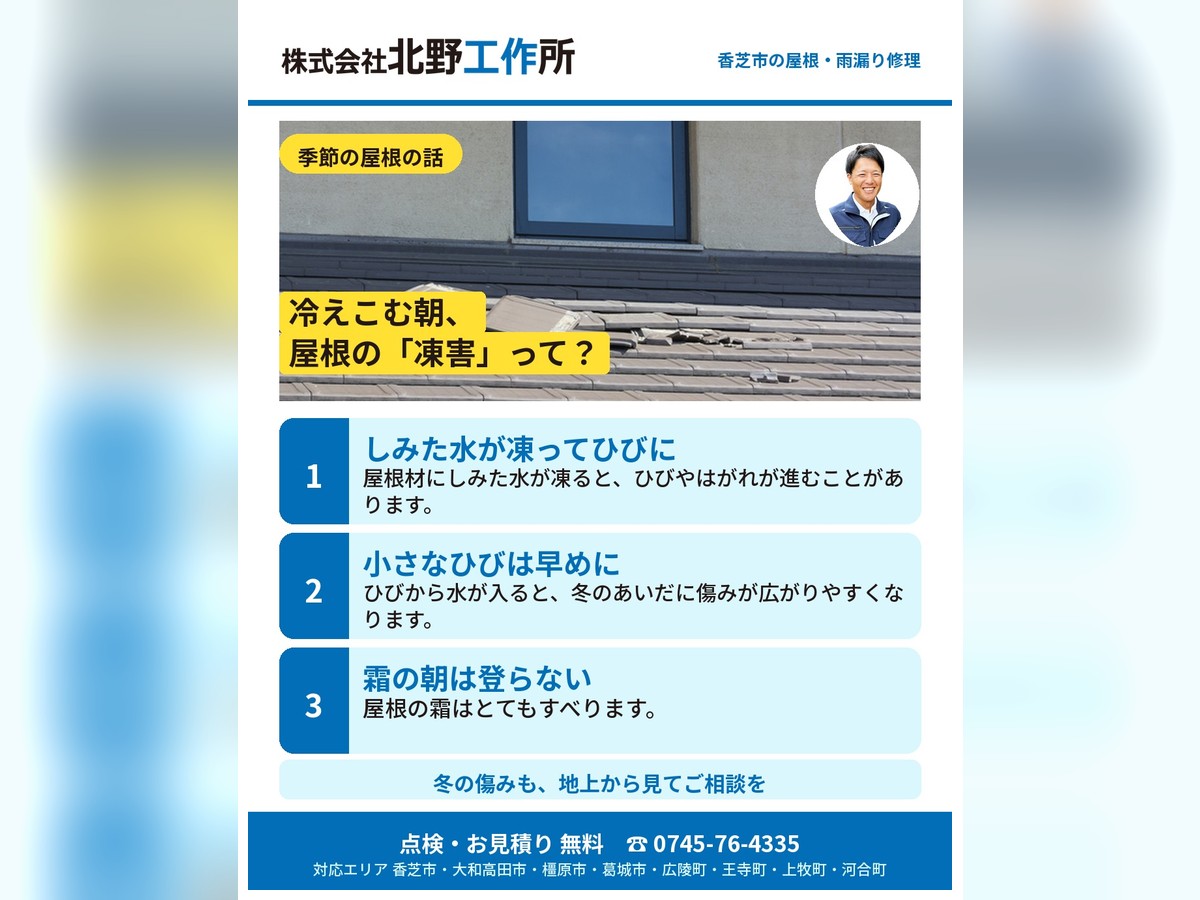 株式会社北野工作所
香芝市の屋根・雨漏り修理
季節の屋根の話
冷えこむ朝、
屋根の「凍害」って？
1
しみた水が凍ってひびに
屋根材にしみた水が凍ると、ひびやはがれが進むことがあ
ります。
2
小さなひびは早めに
ひびから水が入ると、冬のあいだに傷みが広がりやすくな
ります。
3
霜の朝は登らない
屋根の霜はとてもすべります。
冬の傷みも、地上から見てご相談を
点検・お見積り 無料　☎ 0745-76-4335
対応エリア 香芝市・大和高田市・橿原市・葛城市・広陵町・王寺町・上牧町・河合町